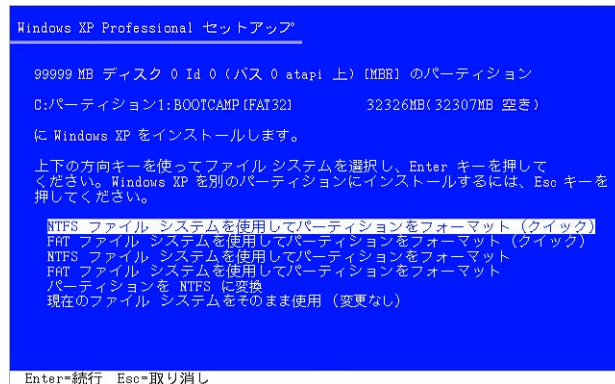 Windows XP Professional セットアップ
99999 MB ディスク 0 Id 0 (バス 0 atapi 上) [MBR] のパーティション
C:パーティション1:BOOTCAMP [FAT32] 32326MB(32307MB 空き)
に Windows XP をインストールします。
上下の方向キーを使ってファイル システムを選択し、Enter キーを押して
ください。Windows XP を別のパーティションにインストールするには、Esc キーを
押してください。
NTFS ファイル システムを使用してパーティションをフォーマット (クイック)
FAT ファイル システムを使用してパーティションをフォーマット (クイック)
NTFS ファイル システムを使用してパーティションをフォーマット
FAT ファイル システムを使用してパーティションをフォーマット
パーティションを NTFS に変換
現在のファイル システムをそのまま使用 (変更なし)
Enter=続行 Esc=取り消し